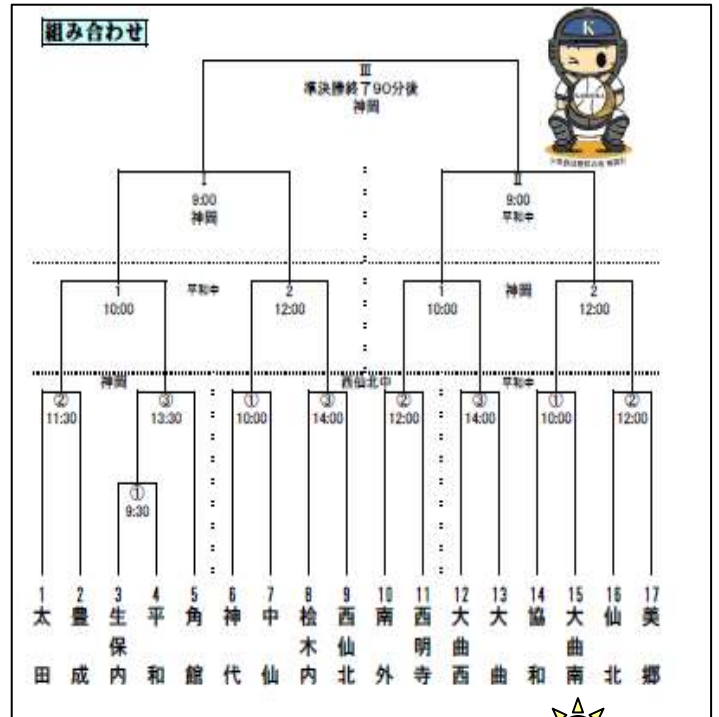 組み合わせ
K
Ⅲ
準決勝終了90分後
神岡
Ⅰ
9:00
神岡
Ⅱ
9:00
平和中
1
10:00
平和中
2
12:00
1
10:00
神岡
2
12:00
神岡
西仙北中
平和中
②
11:30
③
13:30
①
10:00
③
14:00
②
12:00
③
14:00
①
10:00
②
12:00
①
9:30
1 太田
2 豊成
3 生保内
4 平和
5 角館
6 神代
7 中仙
8 桧木内
9 西仙北
10 南外
11 西明寺
12 大曲西
13 大曲
14 協和
15 大曲南
16 仙北
17 美郷